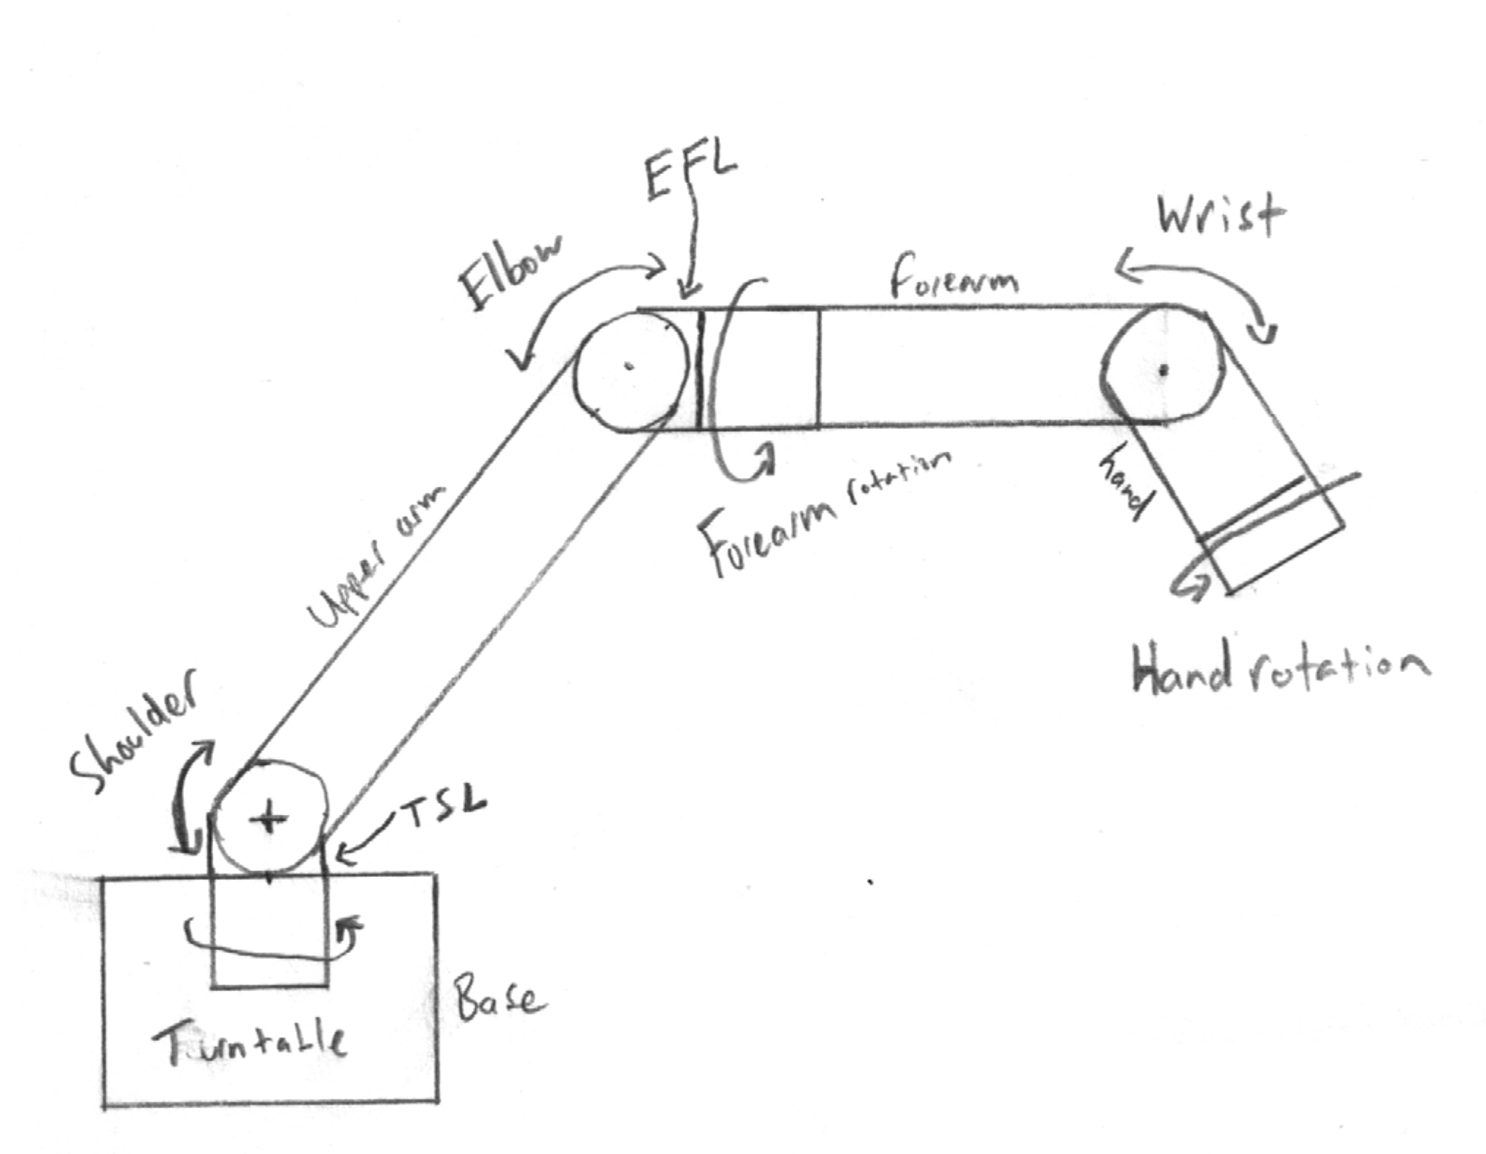 EFL
Wrist
Elbow
Forearm
Forearm rotation
hand
Upper arm
Hand rotation
Shoulder
TSL
Base
Turntable